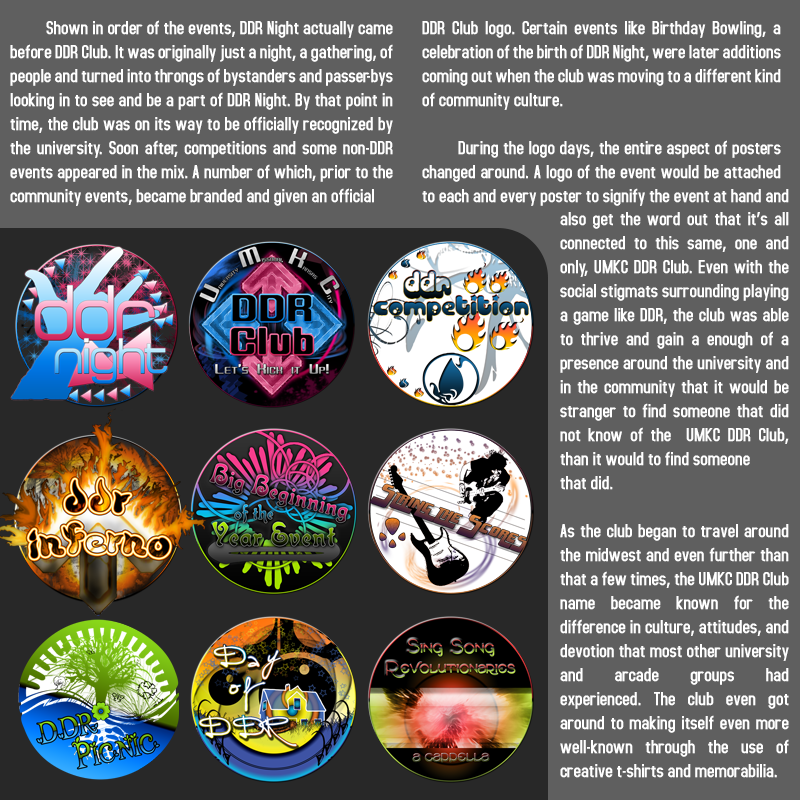 Shown in order of the events, DDR Night actually came
before DDR Club. It was originally just a night, a gathering, of
people and turned into throngs of bystanders and passer-bys
looking in to see and be a part of DDR Night. By that point in
time, the club was on its way to be officially recognized by
the university. Soon after, competitions and some non-DDR
events appeared in the mix. A number of which, prior to the
community events, became branded and given an official
DDR Club logo. Certain events like Birthday Bowling, a
celebration of the birth of DDR Night, were later additions
coming out when the club was moving to a different kind
of community culture.
During the logo days, the entire aspect of posters
changed around. A logo of the event would be attached
to each and every poster to signify the event at hand and
also get the word out that it's all
connected to this same, one and
only, UMKC DDR Club. Even with the
social stigmats surrounding playing
a game like DDR, the club was able
to thrive and gain a enough of a
presence around the university and
in the community that it would be
stranger to find someone that did
not know of the UMKC DDR Club,
than it would to find someone
that did.
As the club began to travel around
the midwest and even further than
that a few times, the UMKC DDR Club
name became known for the
difference in culture, attitudes, and
devotion that most other university
and arcade groups had
experienced. The club even got
around to making itself even more
well-known through the use of
creative t-shirts and memorabilia.
ddr
night
University Missouri Kansas City
DDR
Club
Let's Kick it Up!
ddr
competition
ddr
inferno
Big Beginning
of the
Year Event
String the Scores
DDR
Picnic
Day
of
DDR
Sing Song
Revolutionaries
a cappella